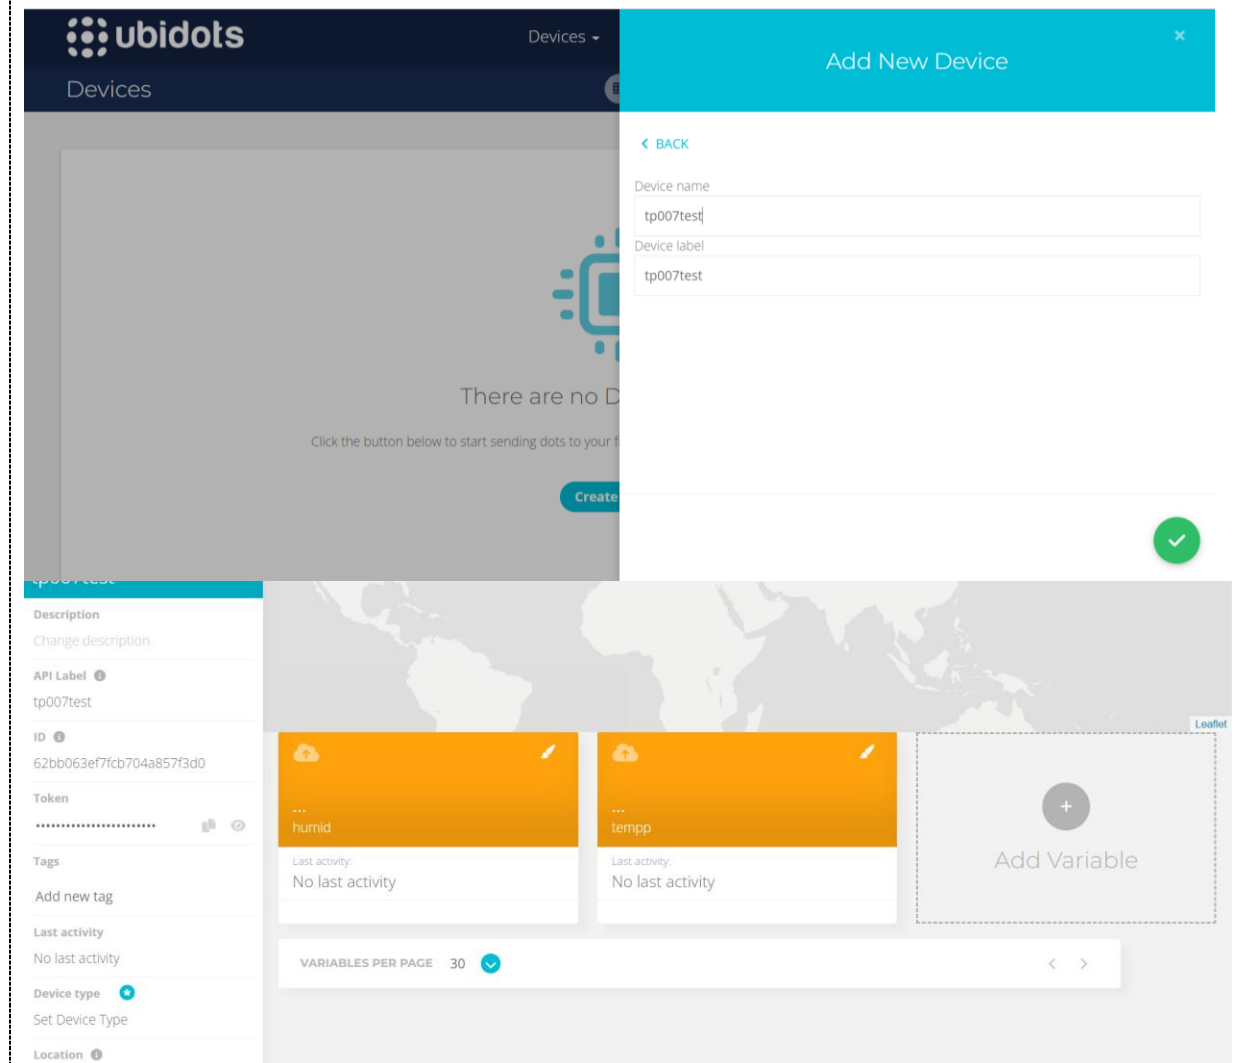 ubidots
Devices
Add New Device
×
Devices
BACK
Device name
tp007test
Device label
tp007test
There are no D
Click the button below to start sending dots to your f
Create
tp007test
Description
Change description
API Label
tp007test
ID
62bb063ef7fcb704a857f3d0
Token
························
Tags
Add new tag
Last activity
No last activity
Device type
Set Device Type
Location
Leaflet
...
humid
Last activity:
No last activity
...
tempp
Last activity:
No last activity
+
Add Variable
VARIABLES PER PAGE 30